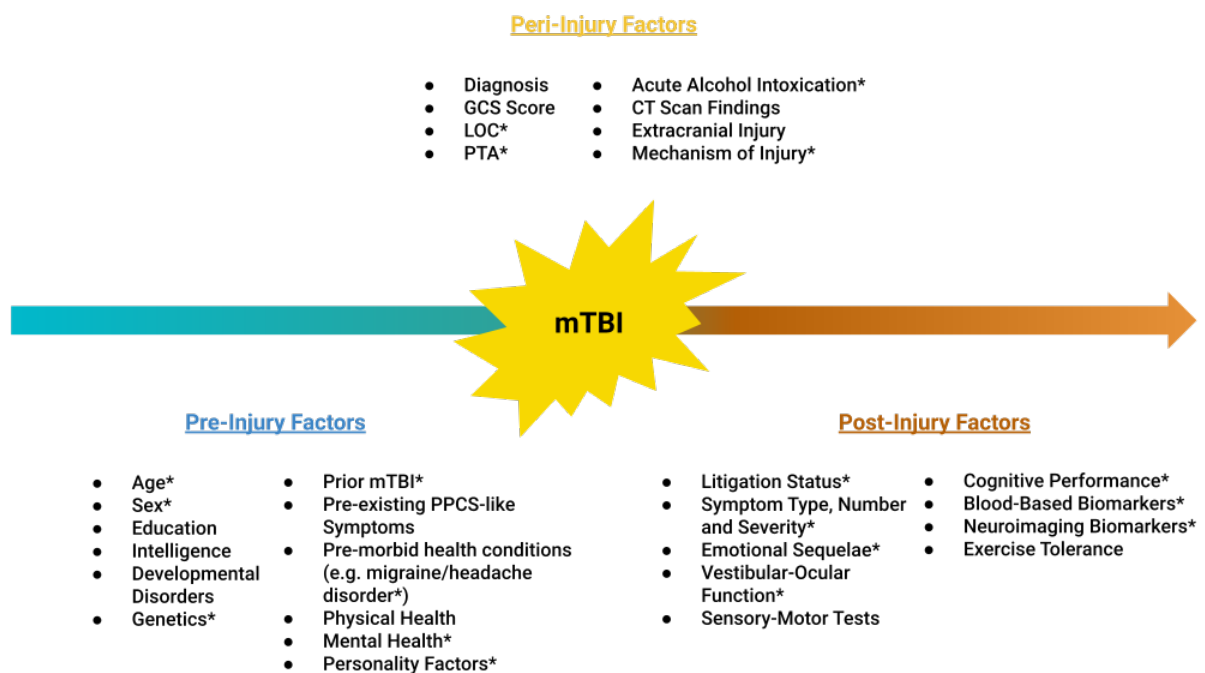 Peri-Injury Factors
● Diagnosis
● GCS Score
● LOC*
● PTA*
● Acute Alcohol Intoxication*
● CT Scan Findings
● Extracranial Injury
● Mechanism of Injury*
mTBI
Pre-Injury Factors
● Age*
● Sex*
● Education
● Intelligence
● Developmental
Disorders
● Genetics*
● Prior mTBI*
● Pre-existing PPCS-like
Symptoms
● Pre-morbid health conditions
(e.g. migraine/headache
disorder*)
● Physical Health
● Mental Health*
● Personality Factors*
Post-Injury Factors
● Litigation Status*
● Symptom Type, Number
and Severity*
● Emotional Sequelae*
● Vestibular-Ocular
Function*
● Sensory-Motor Tests
● Cognitive Performance*
● Blood-Based Biomarkers*
● Neuroimaging Biomarkers*
● Exercise Tolerance